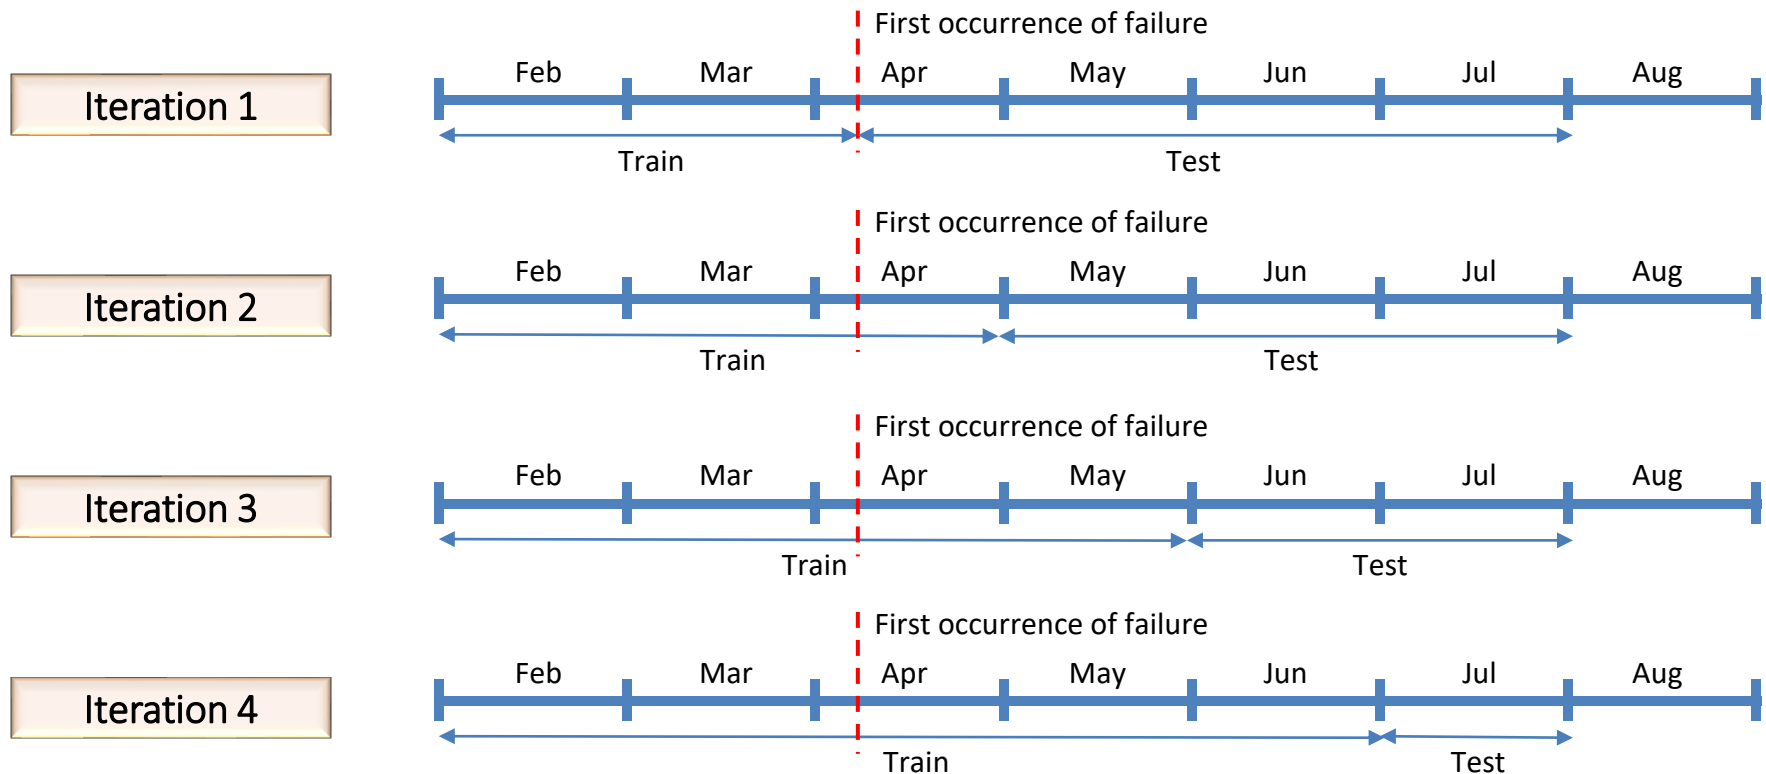 First occurrence of failure
Feb Mar Apr May Jun Jul Aug
Iteration 1
Train Test
First occurrence of failure
Feb Mar Apr May Jun Jul Aug
Iteration 2
Train Test
First occurrence of failure
Feb Mar Apr May Jun Jul Aug
Iteration 3
Train Test
First occurrence of failure
Feb Mar Apr May Jun Jul Aug
Iteration 4
Train Test